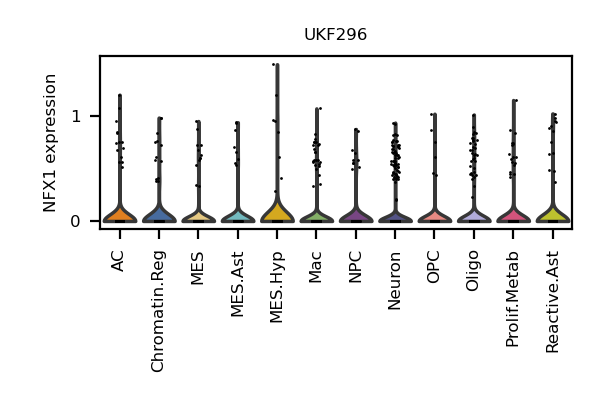 UKF296
NFX1 expression
1
0
AC
Chromatin.Reg
MES
MES.Ast
MES.Hyp
Mac
NPC
Neuron
OPC
Oligo
Prolif.Metab
Reactive.Ast